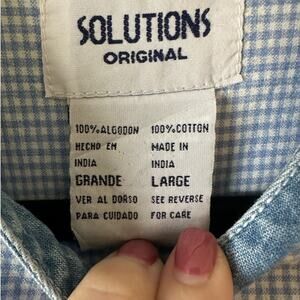 SOLUTIONS
ORIGINAL
100% ALGODON 100% COTTON
HECHO EN MADE IN
INDIA INDIA
GRANDE LARGE
VER AL DORSO SEE REVERSE
PARA CUIDADO FOR CARE